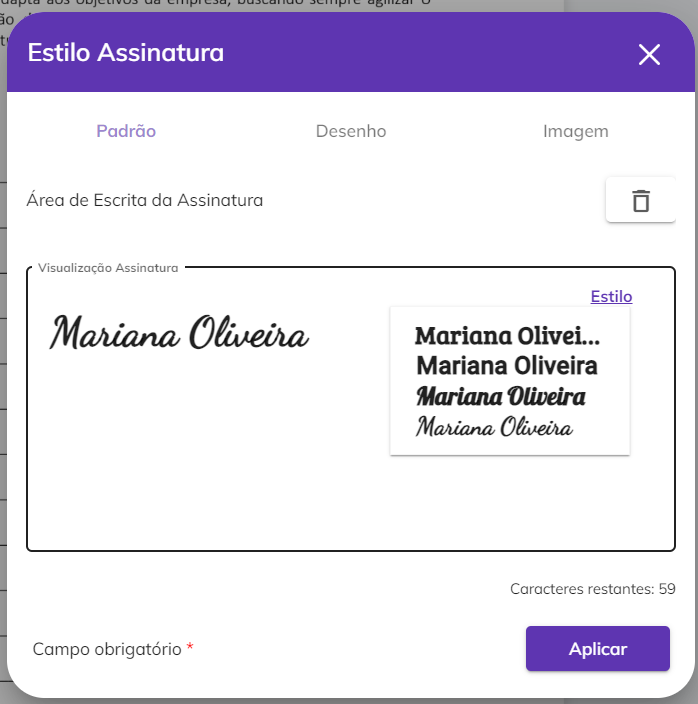 adapta aos objetivos da empresa, buscando sempre agilizar o
Estilo Assinatura
Padrão
Desenho
Imagem
Área de Escrita da Assinatura
Visualização Assinatura
Estilo
Mariana Oliveira
Mariana Olivei...
Mariana Oliveira
Mariana Oliveira
Mariana Oliveira
Caracteres restantes: 59
Campo obrigatório *
Aplicar